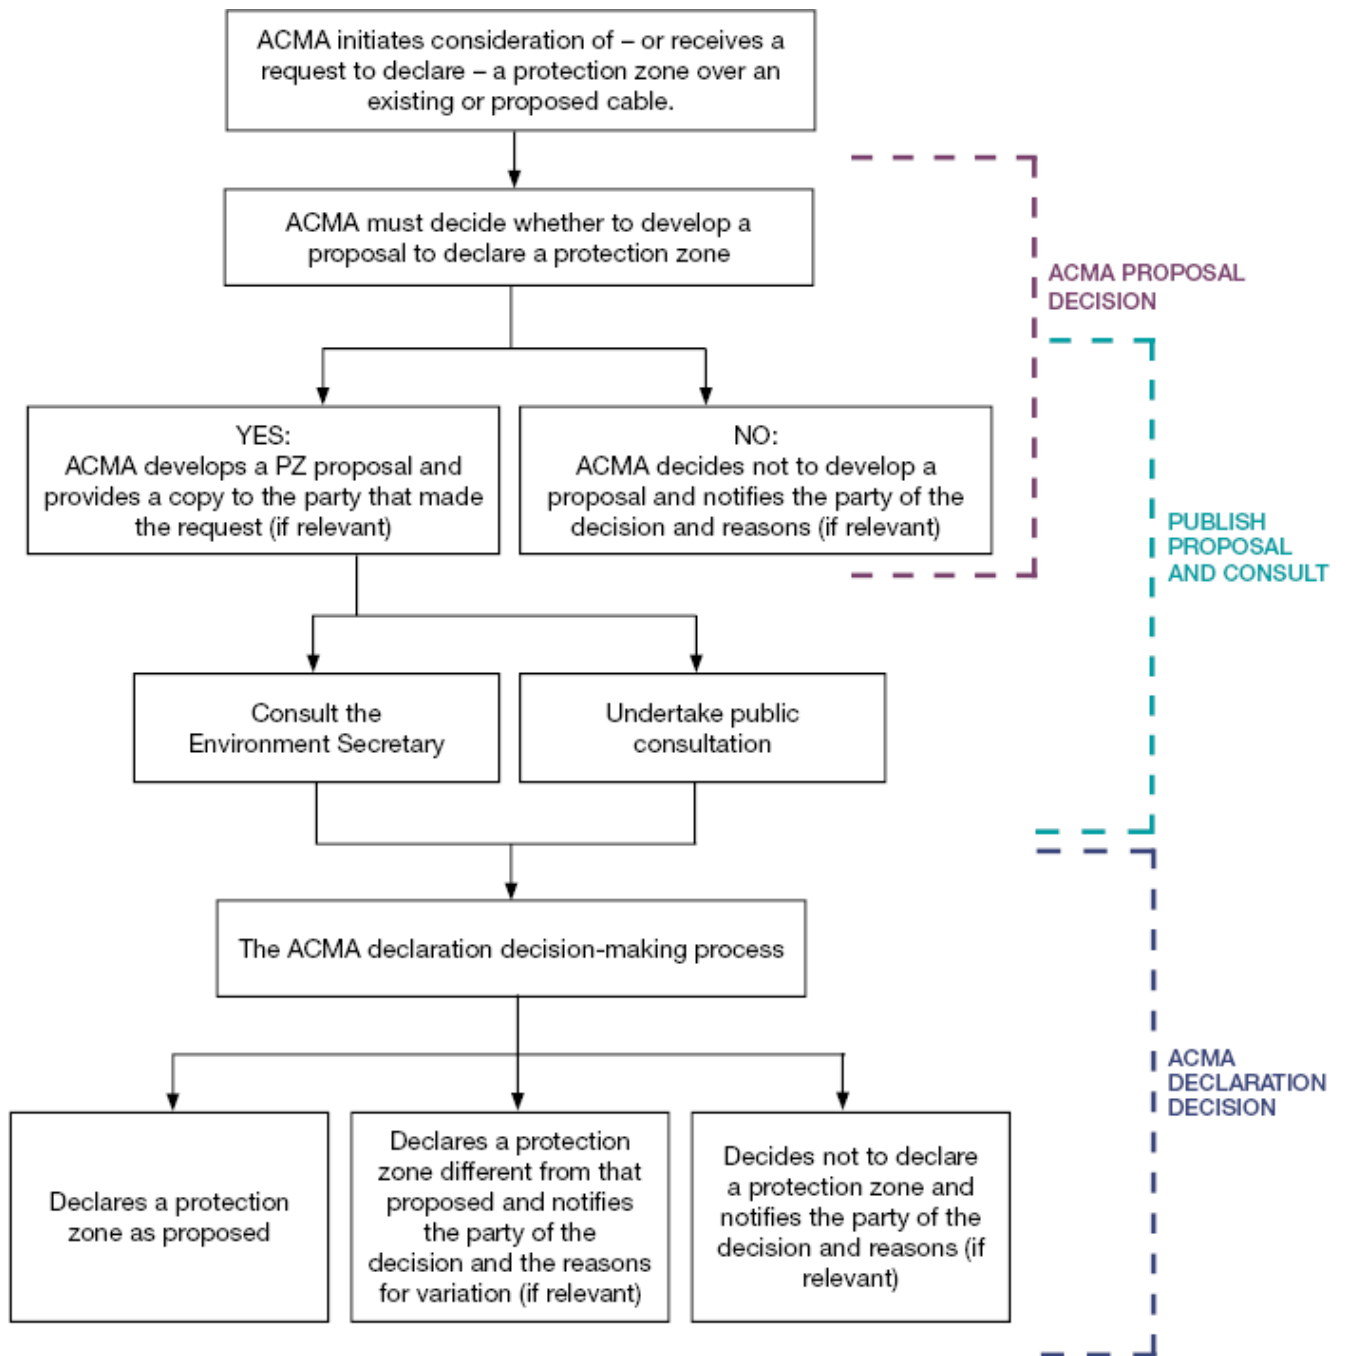 ACMA initiates consideration of – or receives a
request to declare – a protection zone over an
existing or proposed cable.
ACMA must decide whether to develop a
proposal to declare a protection zone
ACMA PROPOSAL
DECISION
YES:
ACMA develops a PZ proposal and
provides a copy to the party that made
the request (if relevant)
NO:
ACMA decides not to develop a
proposal and notifies the party of the
decision and reasons (if relevant)
PUBLISH
PROPOSAL
AND CONSULT
Consult the
Environment Secretary
Undertake public
consultation
The ACMA declaration decision-making process
ACMA
DECLARATION
DECISION
Declares a protection
zone as proposed
Declares a protection
zone different from that
proposed and notifies
the party of the
decision and the reasons
for variation (if relevant)
Decides not to declare
a protection zone and
notifies the party of the
decision and reasons (if
relevant)